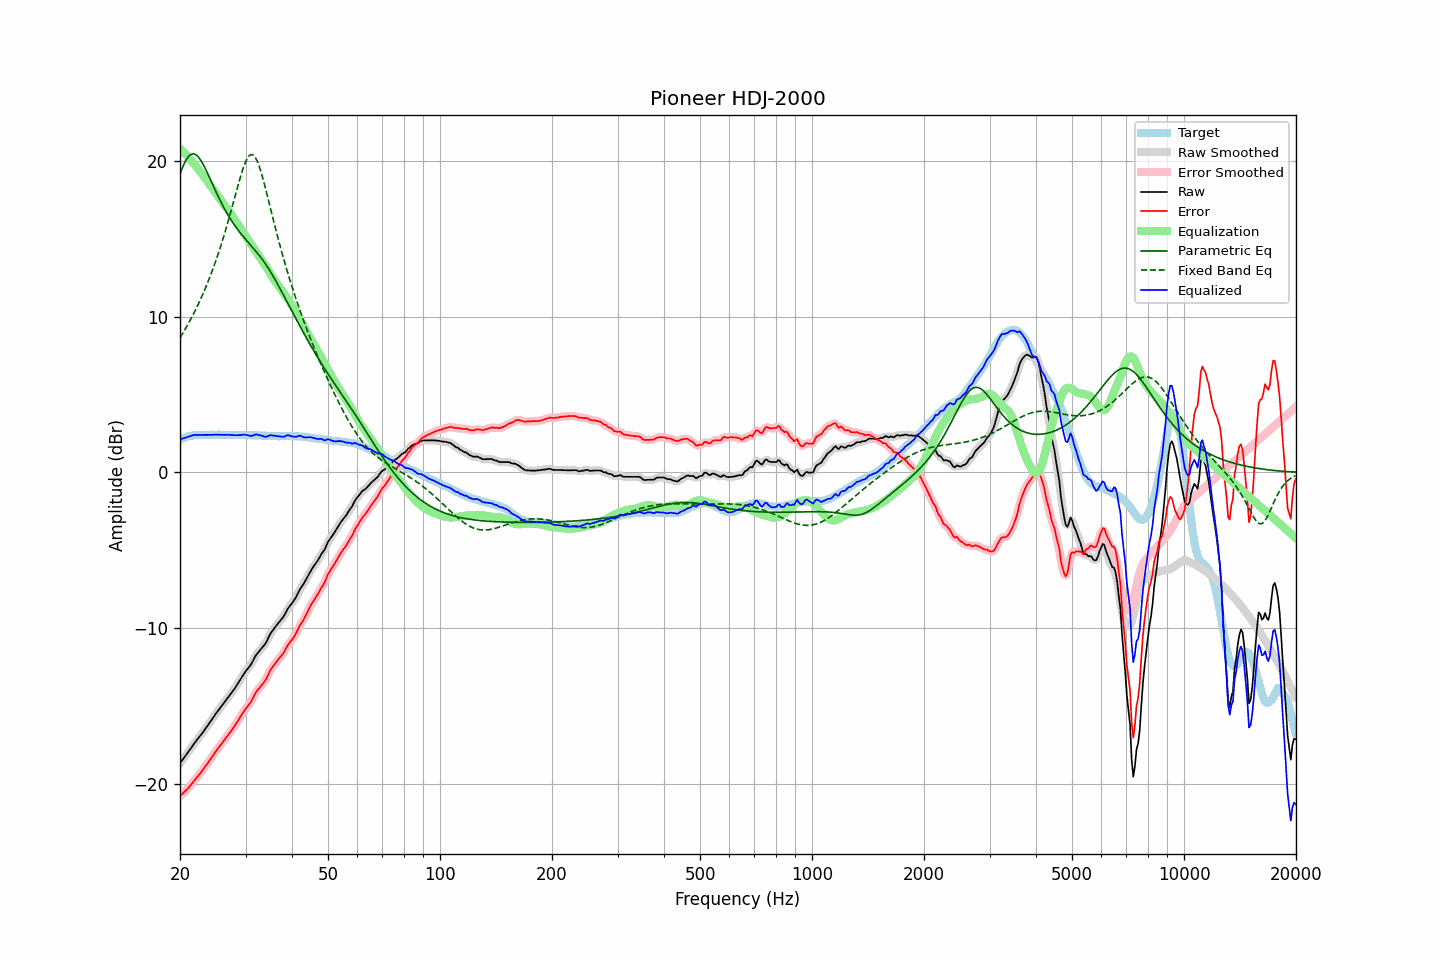 Pioneer HDJ-2000
Target
Raw Smoothed
Error Smoothed
Raw
Error
Equalization
Parametric Eq
Fixed Band Eq
Equalized
Amplitude (dBr)
20
10
0
−10
−20
20 50 100 200 500 1000 2000 5000 10000 20000
Frequency (Hz)